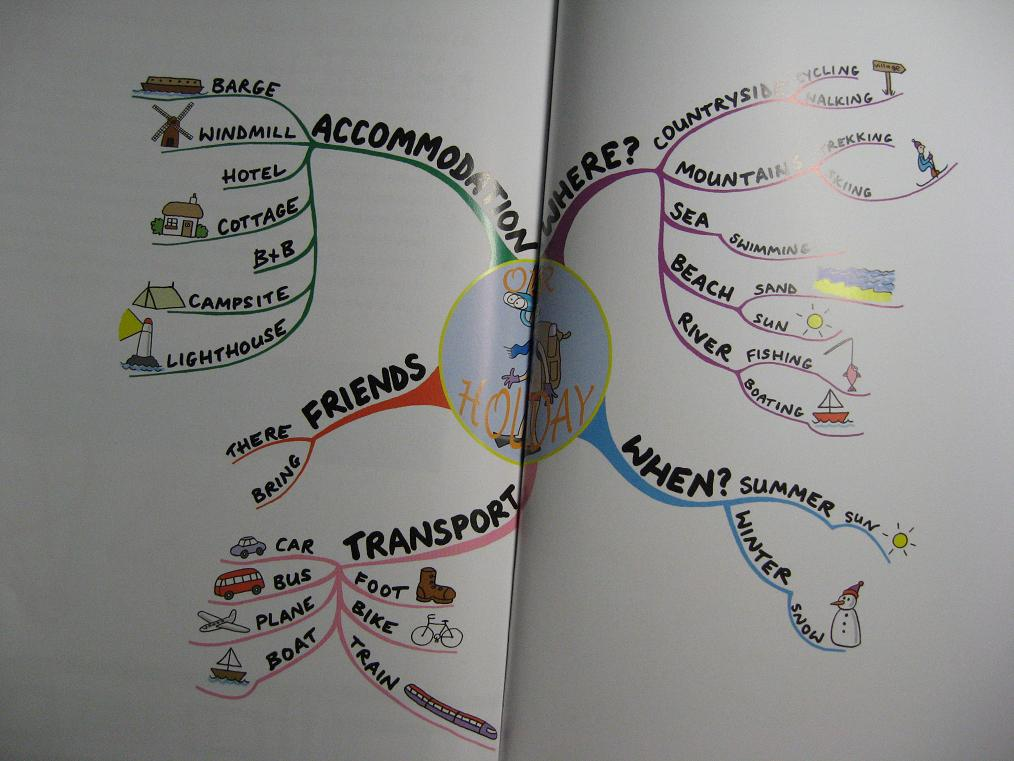 OUR
HOLIDAY
ACCOMMODATION
BARGE
WINDMILL
HOTEL
COTTAGE
B+B
CAMPSITE
LIGHTHOUSE
FRIENDS
THERE
BRING
TRANSPORT
CAR
BUS
PLANE
BOAT
FOOT
BIKE
TRAIN
WHERE?
COUNTRYSIDE
CYCLING
village
WALKING
MOUNTAINS
TREKKING
SKIING
SEA
SWIMMING
BEACH
SAND
SUN
RIVER
FISHING
BOATING
WHEN?
SUMMER
SUN
WINTER
SNOW